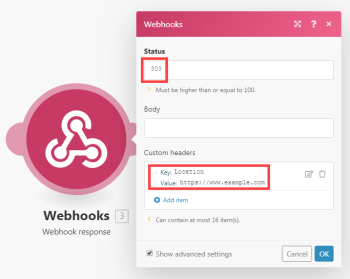 Webhooks
Status
303
Must be higher than or equal to 100.
Body
Custom headers
Key: Location
Value: https://www.example.com
Add item
Can contain at most 16 item(s).
Webhooks 3
Webhook response
Show advanced settings
Cancel
OK